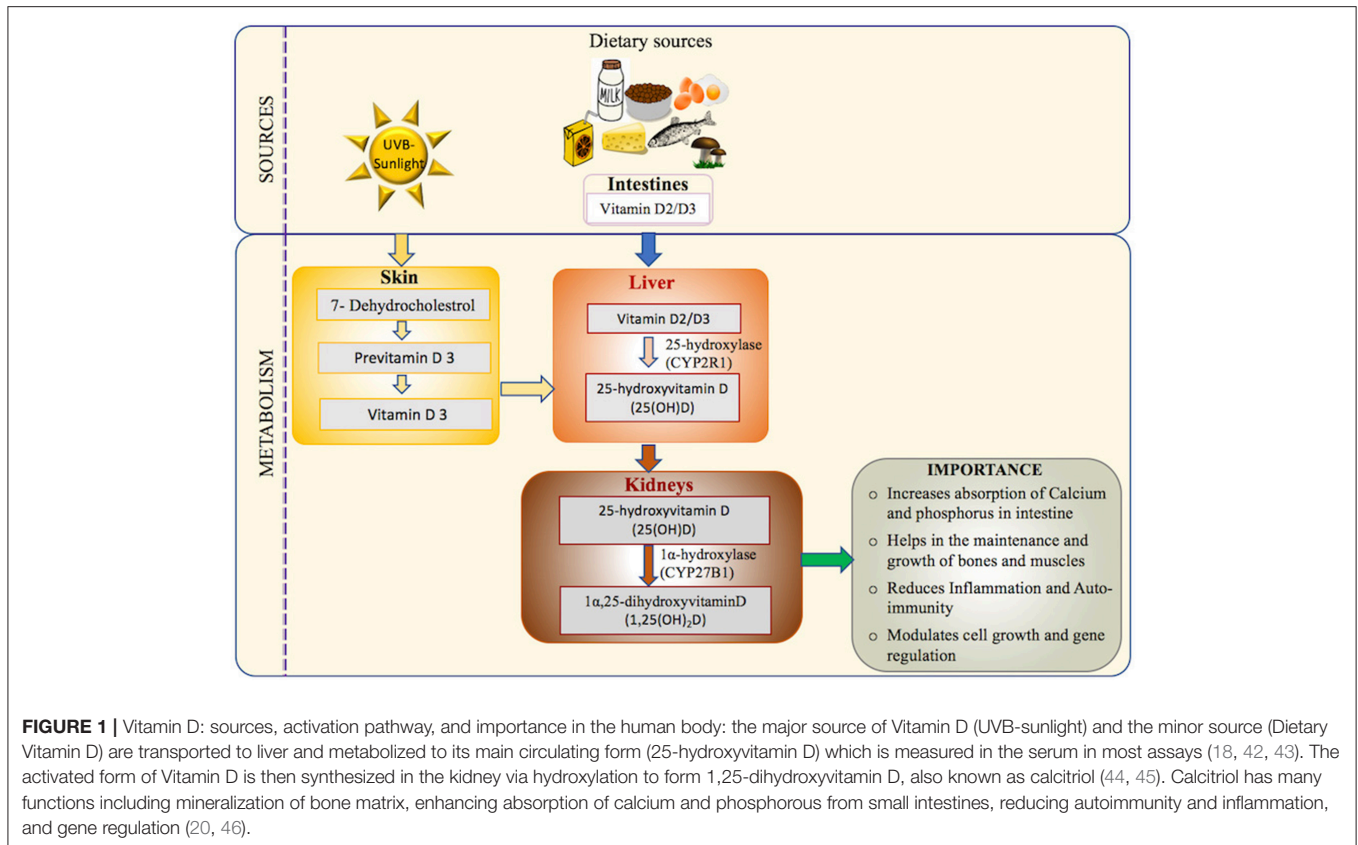 Dietary sources
MILK
SOURCES
UVB-
Sunlight
Intestines
Vitamin D2/D3
METABOLISM
Skin
7- Dehydrocholestrol
Previtamin D 3
Vitamin D 3
Liver
Vitamin D2/D3
25-hydroxylase
(CYP2R1)
25-hydroxyvitamin D
(25(OH)D)
Kidneys
25-hydroxyvitamin D
(25(OH)D)
1α-hydroxylase
(CYP27B1)
1α,25-dihydroxyvitaminD
(1,25(OH)₂D)
IMPORTANCE
o Increases absorption of Calcium
and phosphorus in intestine
o Helps in the maintenance and
growth of bones and muscles
o Reduces Inflammation and Auto-
immunity
o Modulates cell growth and gene
regulation
FIGURE 1 | Vitamin D: sources, activation pathway, and importance in the human body: the major source of Vitamin D (UVB-sunlight) and the minor source (Dietary
Vitamin D) are transported to liver and metabolized to its main circulating form (25-hydroxyvitamin D) which is measured in the serum in most assays (18, 42, 43). The
activated form of Vitamin D is then synthesized in the kidney via hydroxylation to form 1,25-dihydroxyvitamin D, also known as calcitriol (44, 45). Calcitriol has many
functions including mineralization of bone matrix, enhancing absorption of calcium and phosphorous from small intestines, reducing autoimmunity and inflammation,
and gene regulation (20, 46).